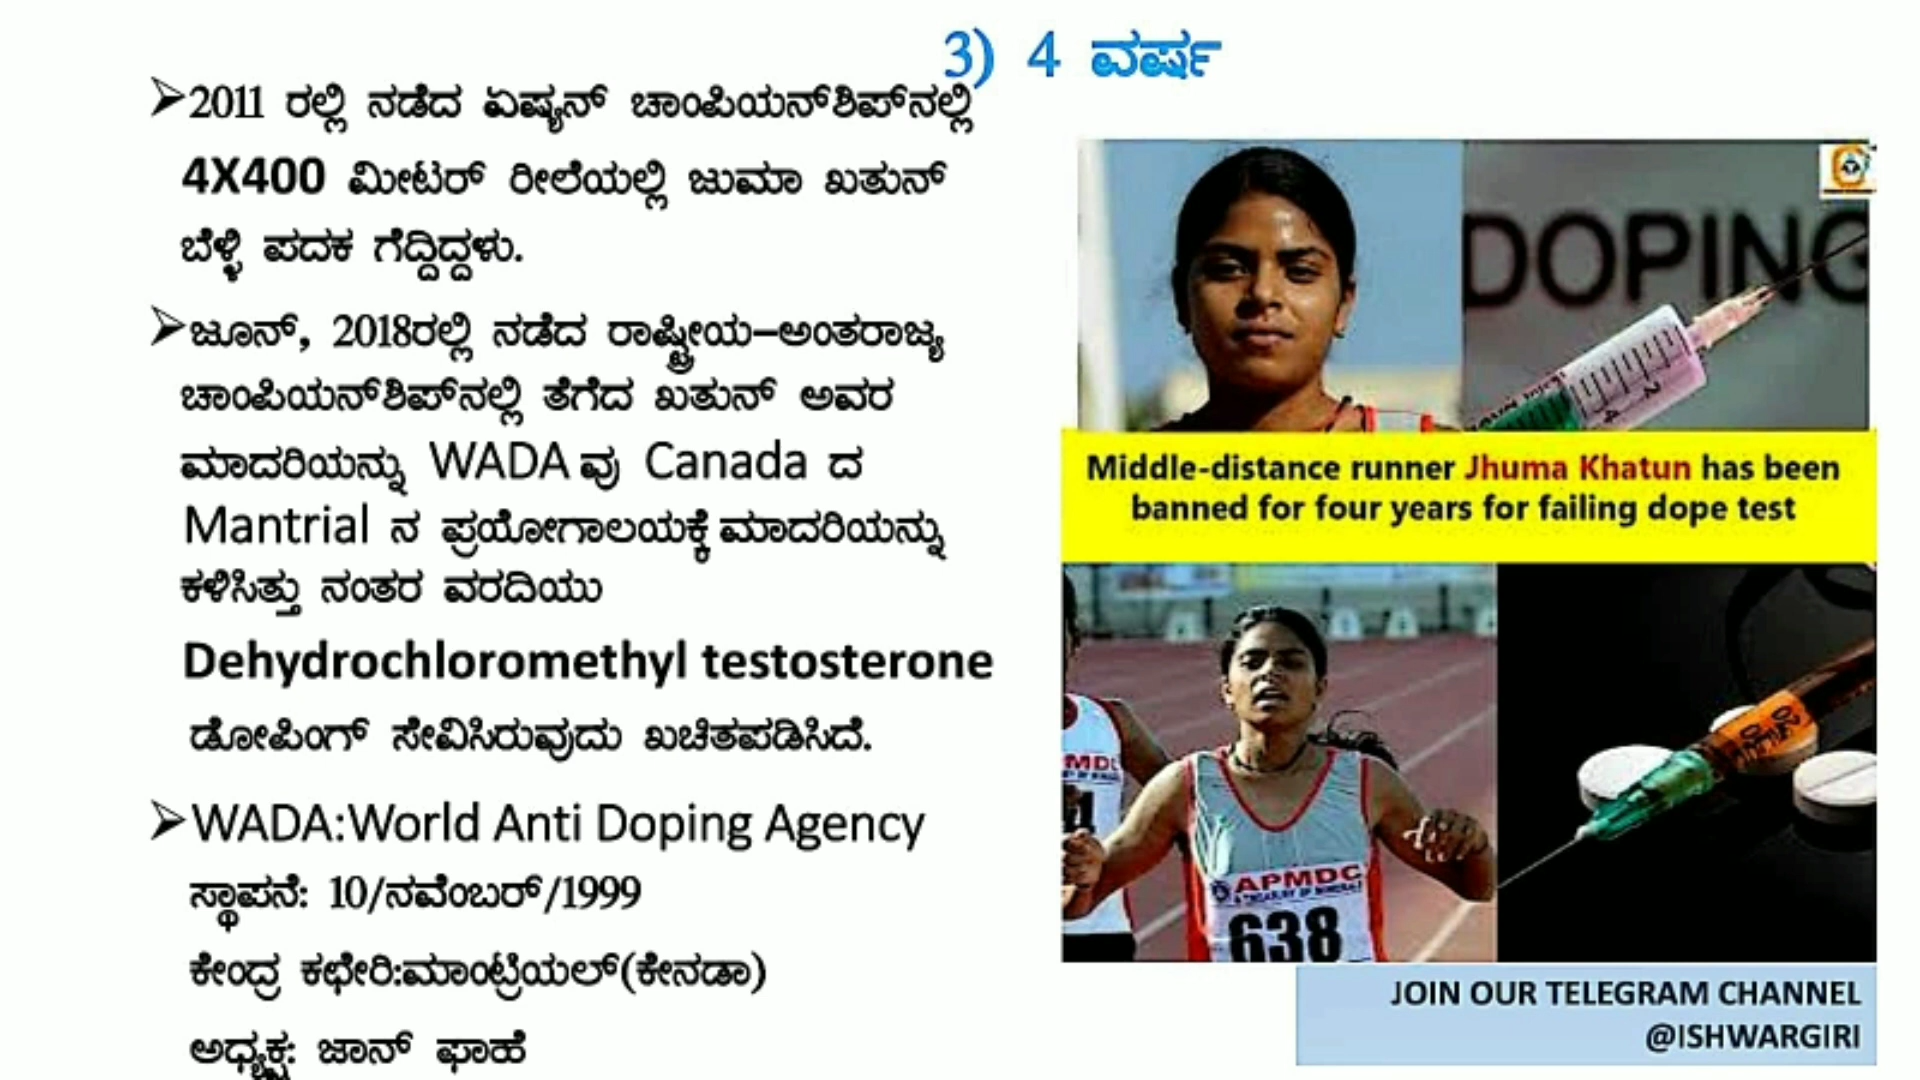 3) 4 ವರ್ಷ
➢2011 ರಲ್ಲಿ ನಡೆದ ಏಷ್ಯನ್ ಚಾಂಪಿಯನ್‌ಶಿಪ್‌ನಲ್ಲಿ
4X400 ಮೀಟರ್ ರೀಲೆಯಲ್ಲಿ ಜುಮಾ ಖತುನ್
ಬೆಳ್ಳಿ ಪದಕ ಗೆದ್ದಿದ್ದಳು.
➢ಜೂನ್, 2018ರಲ್ಲಿ ನಡೆದ ರಾಷ್ಟ್ರೀಯ-ಅಂತರಾಜ್ಯ
ಚಾಂಪಿಯನ್‌ಶಿಪ್‌ನಲ್ಲಿ ತೆಗೆದ ಖತುನ್ ಅವರ
ಮಾದರಿಯನ್ನು WADA ವು Canada ದ
Mantrial ನ ಪ್ರಯೋಗಾಲಯಕ್ಕೆ ಮಾದರಿಯನ್ನು
ಕಳಿಸಿತ್ತು ನಂತರ ವರದಿಯು
Dehydrochloromethyl testosterone
ಡೋಪಿಂಗ್ ಸೇವಿಸಿರುವುದು ಖಚಿತಪಡಿಸಿದೆ.
➢WADA:World Anti Doping Agency
ಸ್ಥಾಪನೆ: 10/ನವೆಂಬರ್/1999
ಕೇಂದ್ರ ಕಛೇರಿ:ಮಾಂಟ್ರಿಯಲ್(ಕೇನಡಾ)
ಅಧ್ಯಕ್ಷ: ಜಾನ್ ಫಾಹೆ
DOPING
Middle-distance runner Jhuma Khatun has been
banned for four years for failing dope test
APMDC
638
JOIN OUR TELEGRAM CHANNEL
@ISHWARGIRI